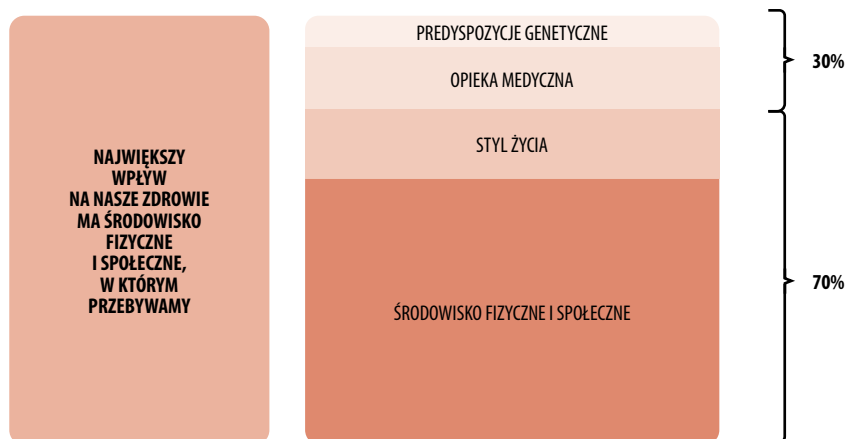 NAJWIĘKSZY
WPŁYW
NA NASZE ZDROWIE
MA ŚRODOWISKO
FIZYCZNE
I SPOŁECZNE,
W KTÓRYM
PRZEBYWAMY
PREDYSPOZYCJE GENETYCZNE
OPIEKA MEDYCZNA
STYL ŻYCIA
ŚRODOWISKO FIZYCZNE I SPOŁECZNE
30%
70%